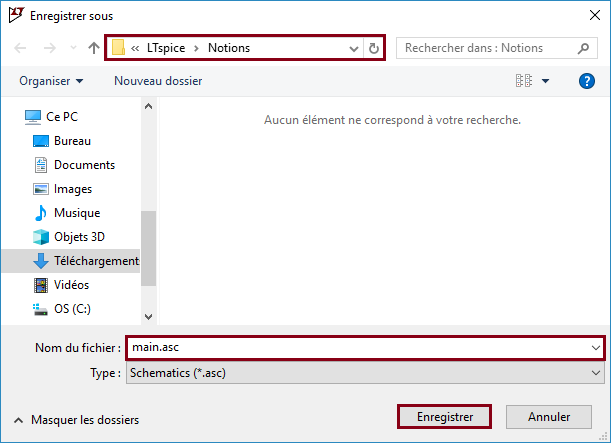 Enregistrer sous
« LTspice › Notions
Rechercher dans : Notions
Organiser
Nouveau dossier
?
Ce PC
Aucun élément ne correspond à votre recherche.
Bureau
Documents
Images
Musique
Objets 3D
Téléchargement
Vidéos
OS (C:)
Nom du fichier : main.asc
Type : Schematics (*.asc)
Masquer les dossiers
Enregistrer
Annuler